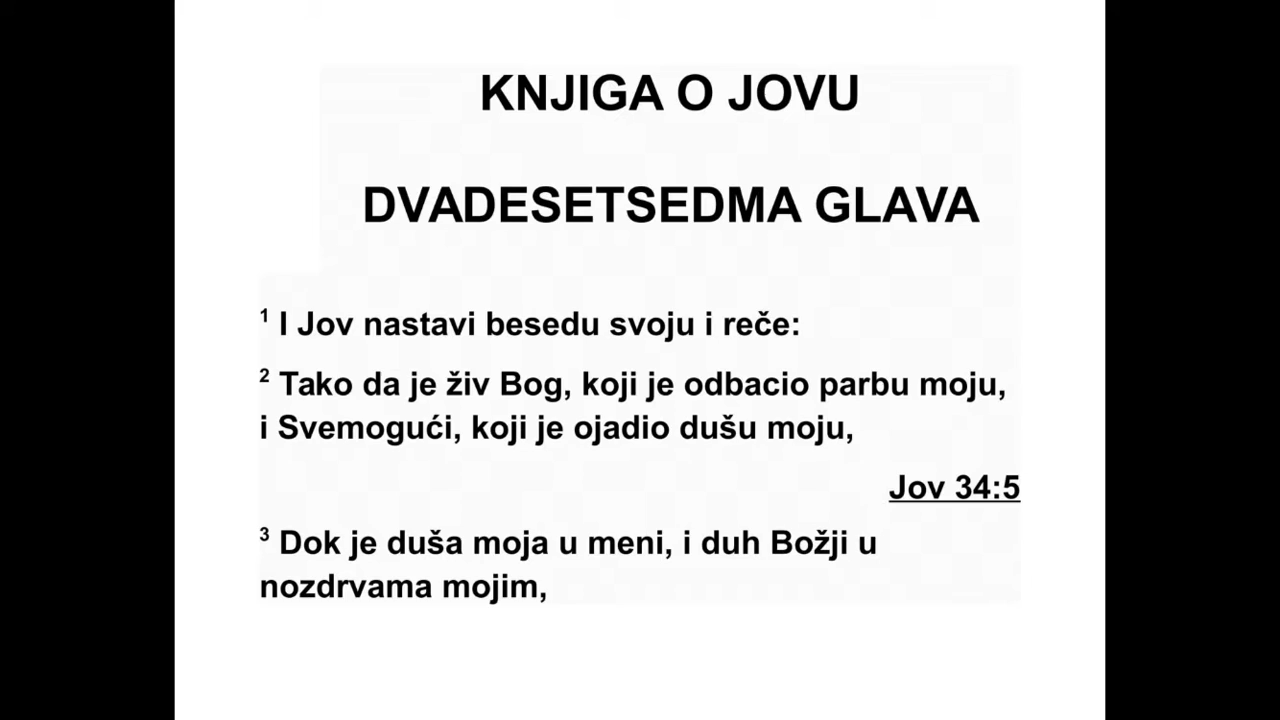 KNJIGA O JOVU
DVADESETSEDMA GLAVA
1 I Jov nastavi besedu svoju i reče:
2 Tako da je živ Bog, koji je odbacio parbu moju,
i Svemogući, koji je ojadio dušu moju,
Jov 34:5
3 Dok je duša moja u meni, i duh Božji u
nozdrvama mojim,